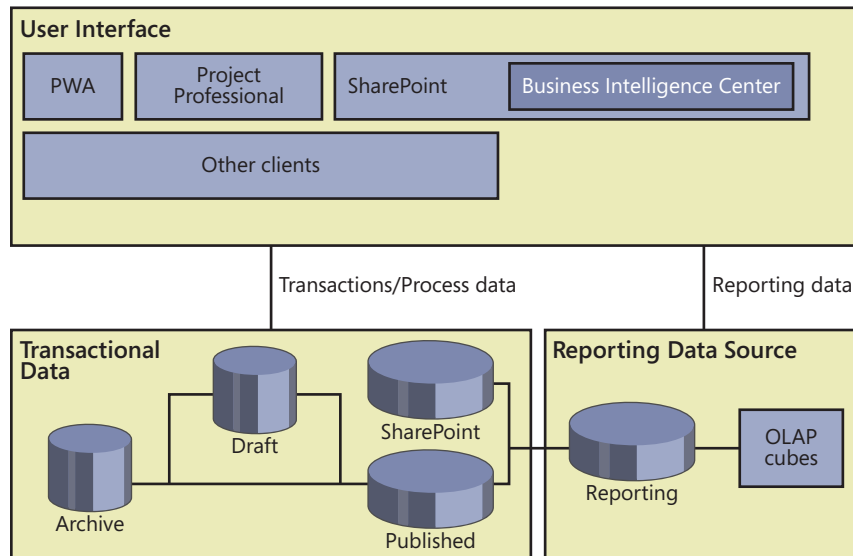 User Interface
PWA
Project
Professional
SharePoint
Business Intelligence Center
Other clients
Transactions/Process data
Reporting data
Transactional
Data
Draft
SharePoint
Archive
Published
Reporting Data Source
Reporting
OLAP
cubes